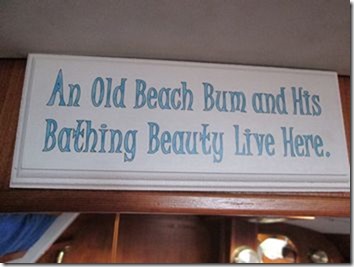 An Old Beach Bum and His
Bathing Beauty Live Here.